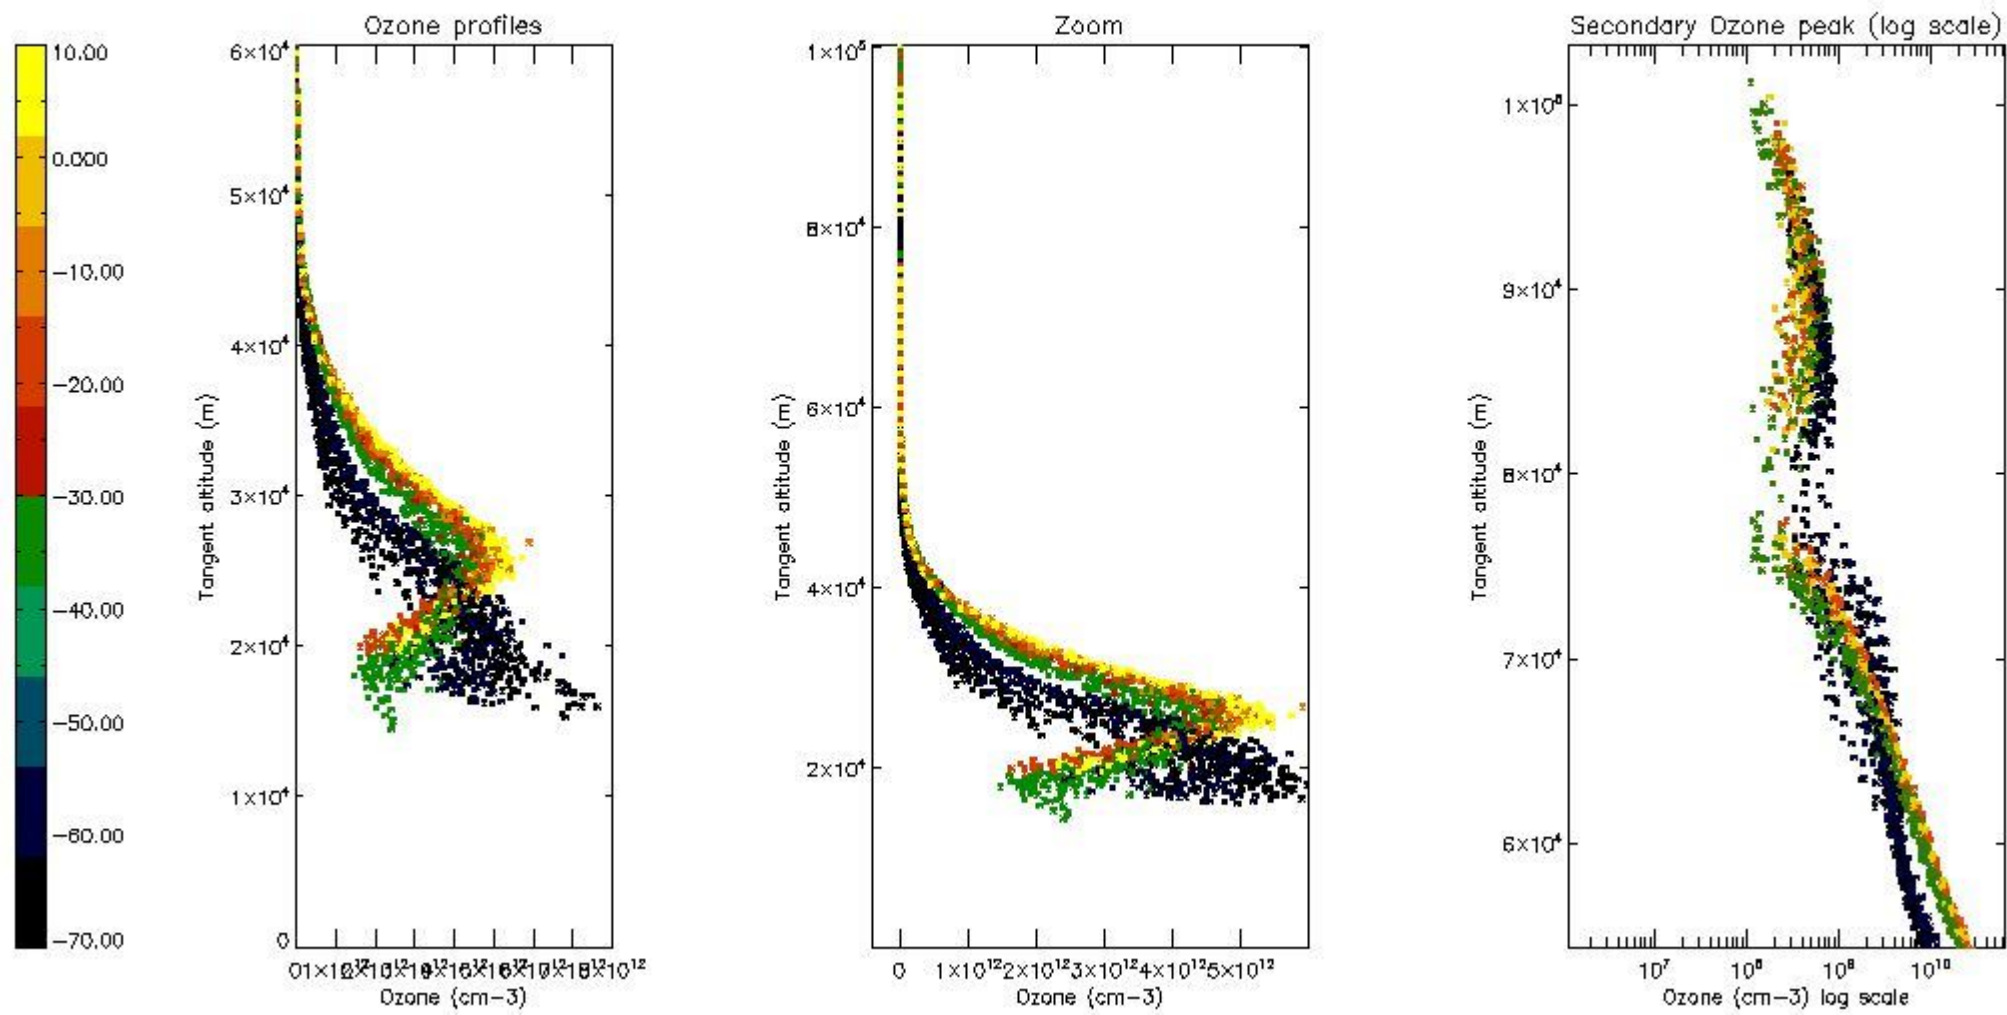 Ozone profiles
Zoom
Secondary Ozone peak (log scale)
10.00
0.000
−10.00
−20.00
−30.00
−40.00
−50.00
−60.00
−70.00
6×10⁴
5×10⁴
4×10⁴
3×10⁴
2×10⁴
1×10⁴
0
Tangent altitude (m)
Ozone (cm−3)
1×10⁵
8×10⁴
6×10⁴
4×10⁴
2×10⁴
Tangent altitude (m)
0 1×10¹² 2×10¹² 3×10¹² 4×10¹² 5×10¹²
Ozone (cm−3)
9×10⁴
8×10⁴
7×10⁴
6×10⁴
Tangent altitude (m)
10⁷ 10⁸ 10⁹ 10¹⁰
Ozone (cm−3) log scale